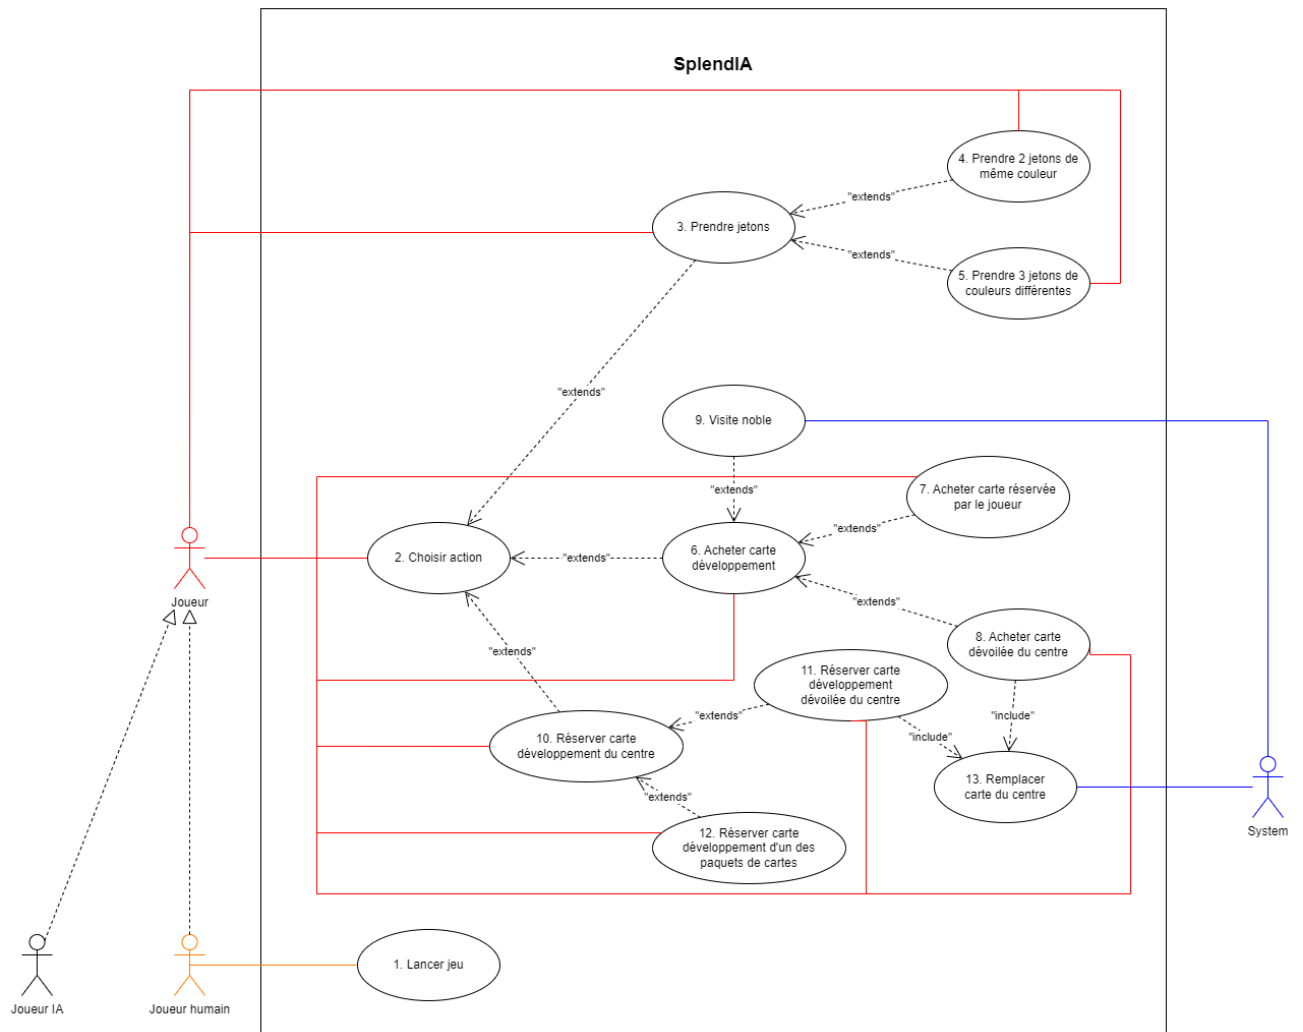 SplendIA
4. Prendre 2 jetons de
même couleur
"extends"
3. Prendre jetons
"extends"
5. Prendre 3 jetons de
couleurs différentes
"extends"
9. Visite noble
"extends"
7. Acheter carte réservée
par le joueur
"extends"
2. Choisir action
"extends"
6. Acheter carte
développement
"extends"
Joueur
8. Acheter carte
dévoilée du centre
"extends"
11. Réserver carte
développement
dévoilée du centre
"extends"
"include"
"include"
10. Réserver carte
développement du centre
13. Remplacer
carte du centre
"extends"
System
12. Réserver carte
développement d'un des
paquets de cartes
1. Lancer jeu
Joueur IA
Joueur humain